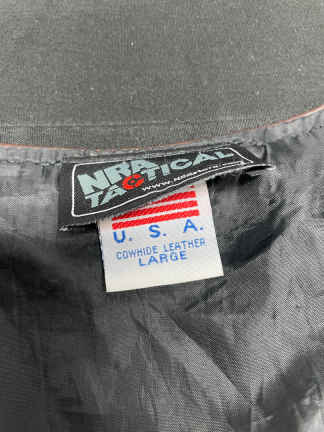 NRA
TACTICAL
U. S. A.
COWHIDE LEATHER
LARGE